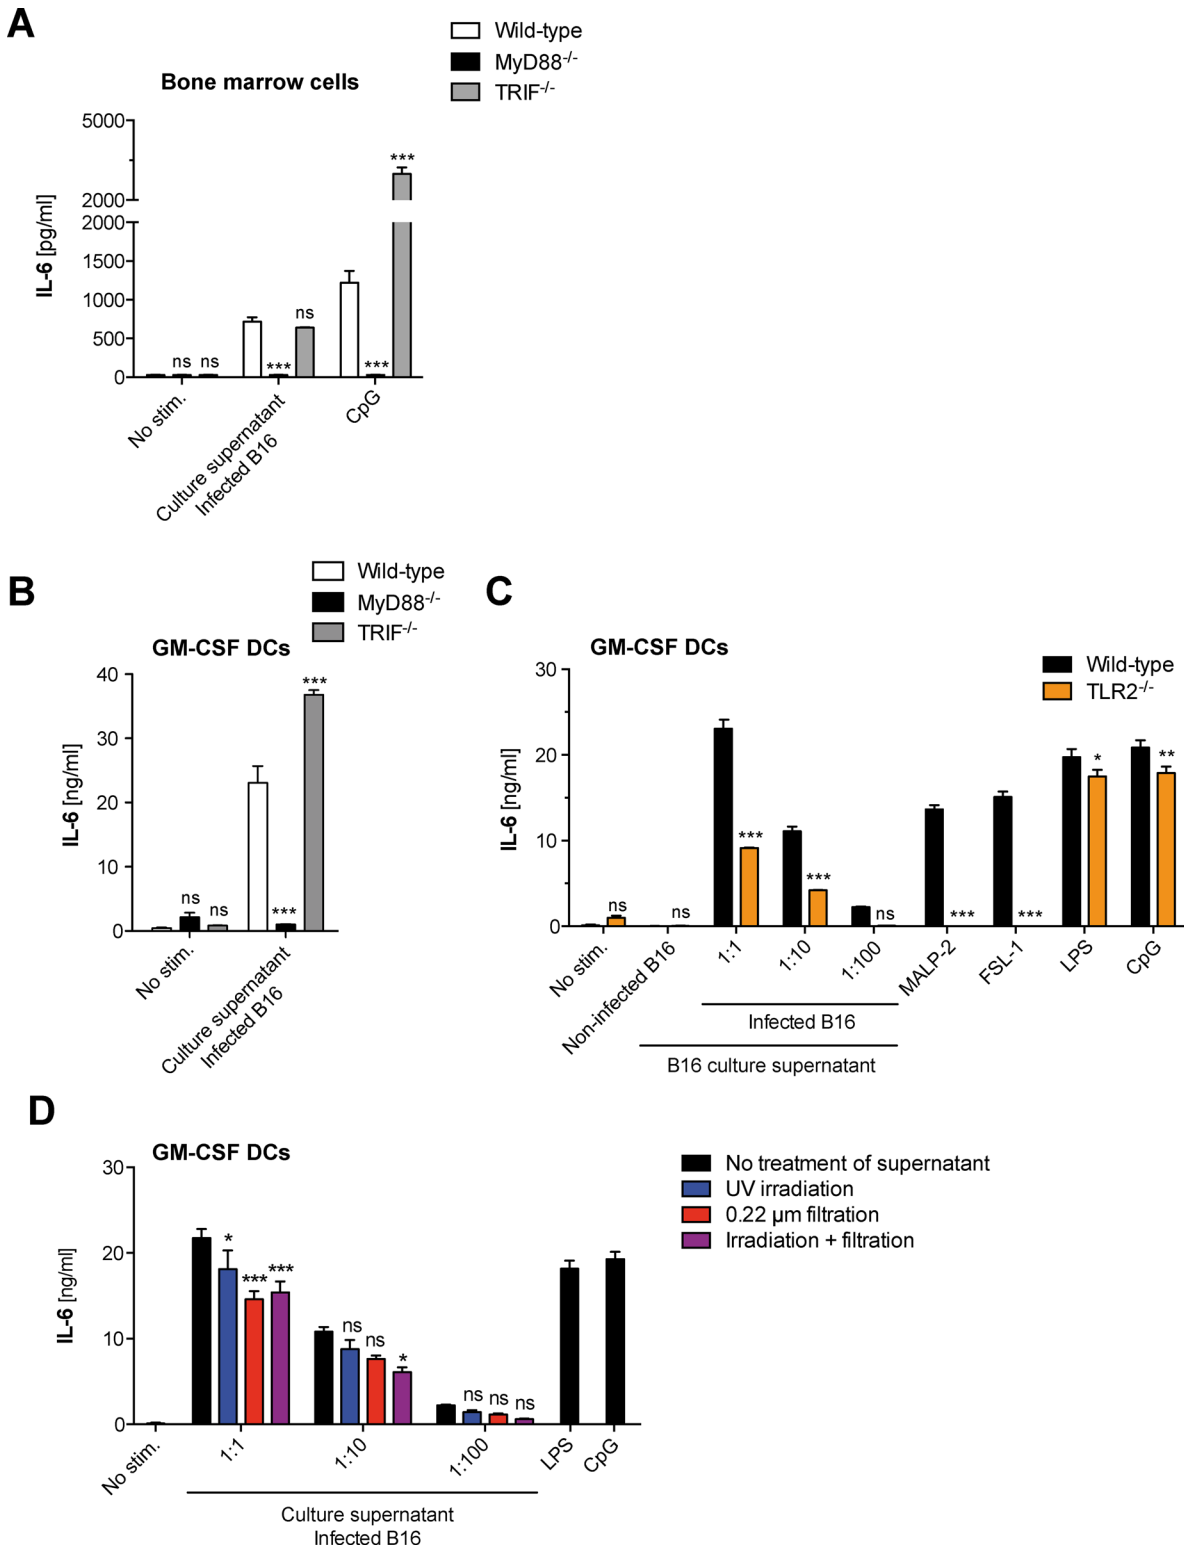 A
Wild-type
MyD88-/-
TRIF-/-
Bone marrow cells
IL-6 [pg/ml]
5000
2000
2000
1500
1000
500
0
ns ns
*** ns
*** ***
No stim.
Culture supernatant
Infected B16
CpG
B
Wild-type
MyD88-/-
TRIF-/-
GM-CSF DCs
IL-6 [ng/ml]
40
30
20
10
0
ns ns
*** ***
No stim.
Culture supernatant
Infected B16
C
GM-CSF DCs
Wild-type
TLR2-/-
IL-6 [ng/ml]
30
20
10
0
ns
ns
***
***
ns
***
***
*
**
No stim.
Non-infected B16
1:1
1:10
1:100
MALP-2
FSL-1
LPS
CpG
Infected B16
B16 culture supernatant
D
GM-CSF DCs
No treatment of supernatant
UV irradiation
0.22 µm filtration
Irradiation + filtration
IL-6 [ng/ml]
30
20
10
0
* *** ***
ns ns *
ns ns ns
No stim.
1:1
1:10
1:100
LPS
CpG
Culture supernatant
Infected B16